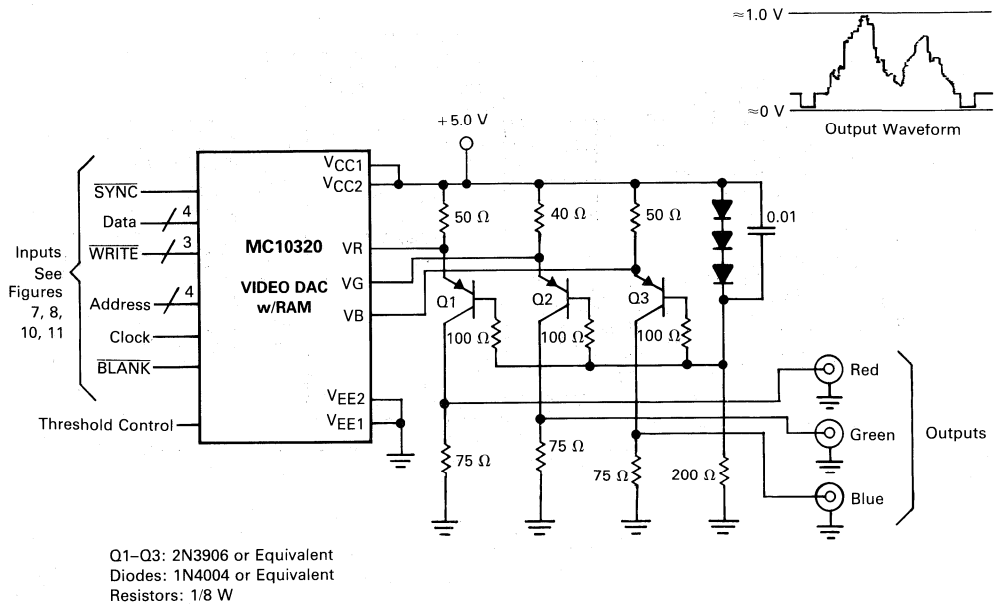 ≈1.0 V
≈0 V
Output Waveform
+5.0 V
Inputs
See
Figures
7, 8,
10, 11
SYNC
Data
4
WRITE
3
Address
4
Clock
BLANK
Threshold Control
MC10320
VIDEO DAC
w/RAM
VCC1
VCC2
VR
VG
VB
VEE2
VEE1
50 Ω
40 Ω
50 Ω
0.01
Q1
Q2
Q3
100 Ω
100 Ω
100 Ω
75 Ω
75 Ω
75 Ω
200 Ω
Red
Green
Blue
Outputs
Q1–Q3: 2N3906 or Equivalent
Diodes: 1N4004 or Equivalent
Resistors: 1/8 W